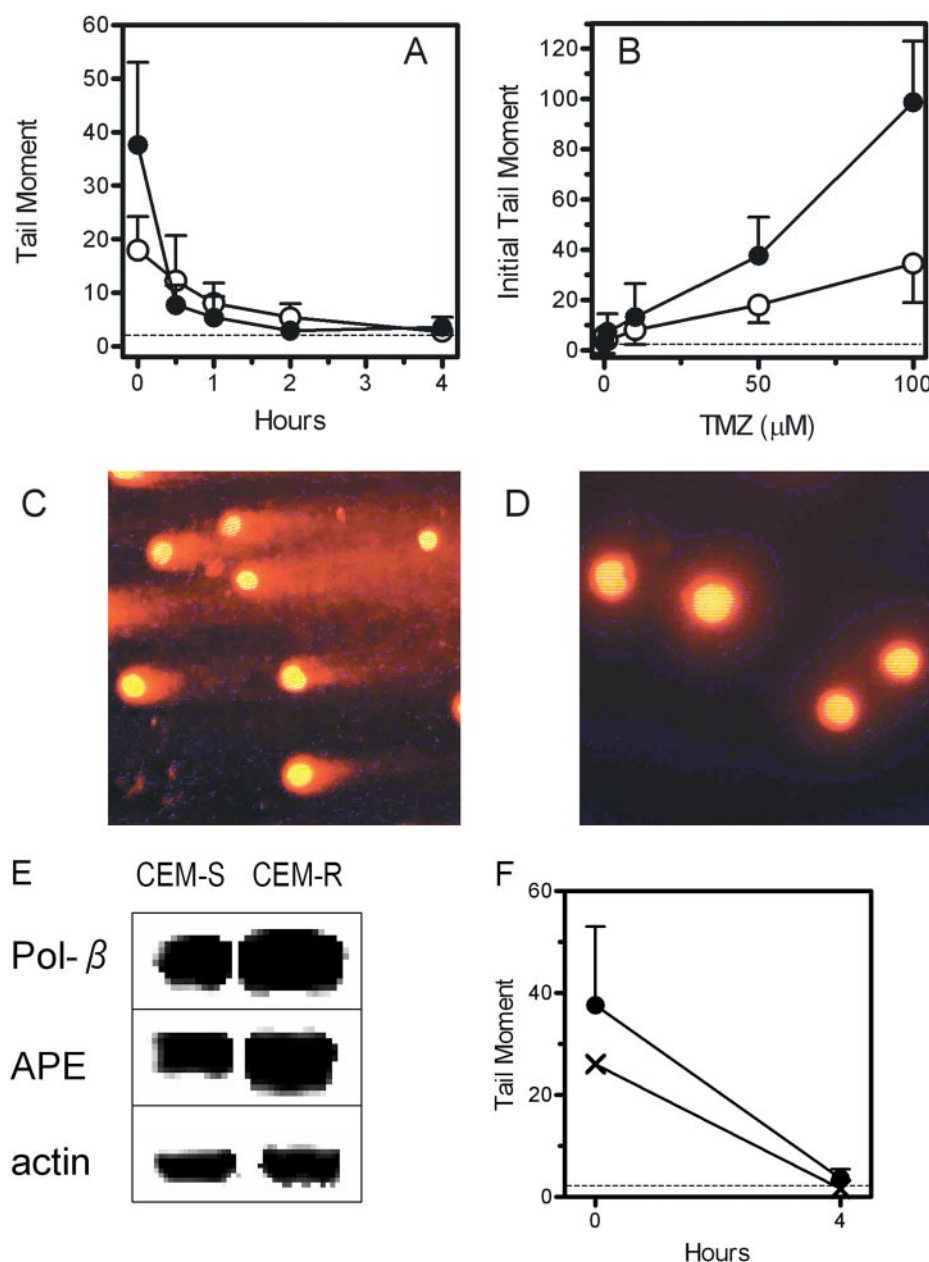 A
Tail Moment
60
50
40
30
20
10
0
0 1 2 3 4
Hours
B
Initial Tail Moment
120
100
80
60
40
20
0
0 50 100
TMZ (μM)
C
D
E
CEM-S CEM-R
Pol-β
APE
actin
F
Tail Moment
60
40
20
0
0 4
Hours